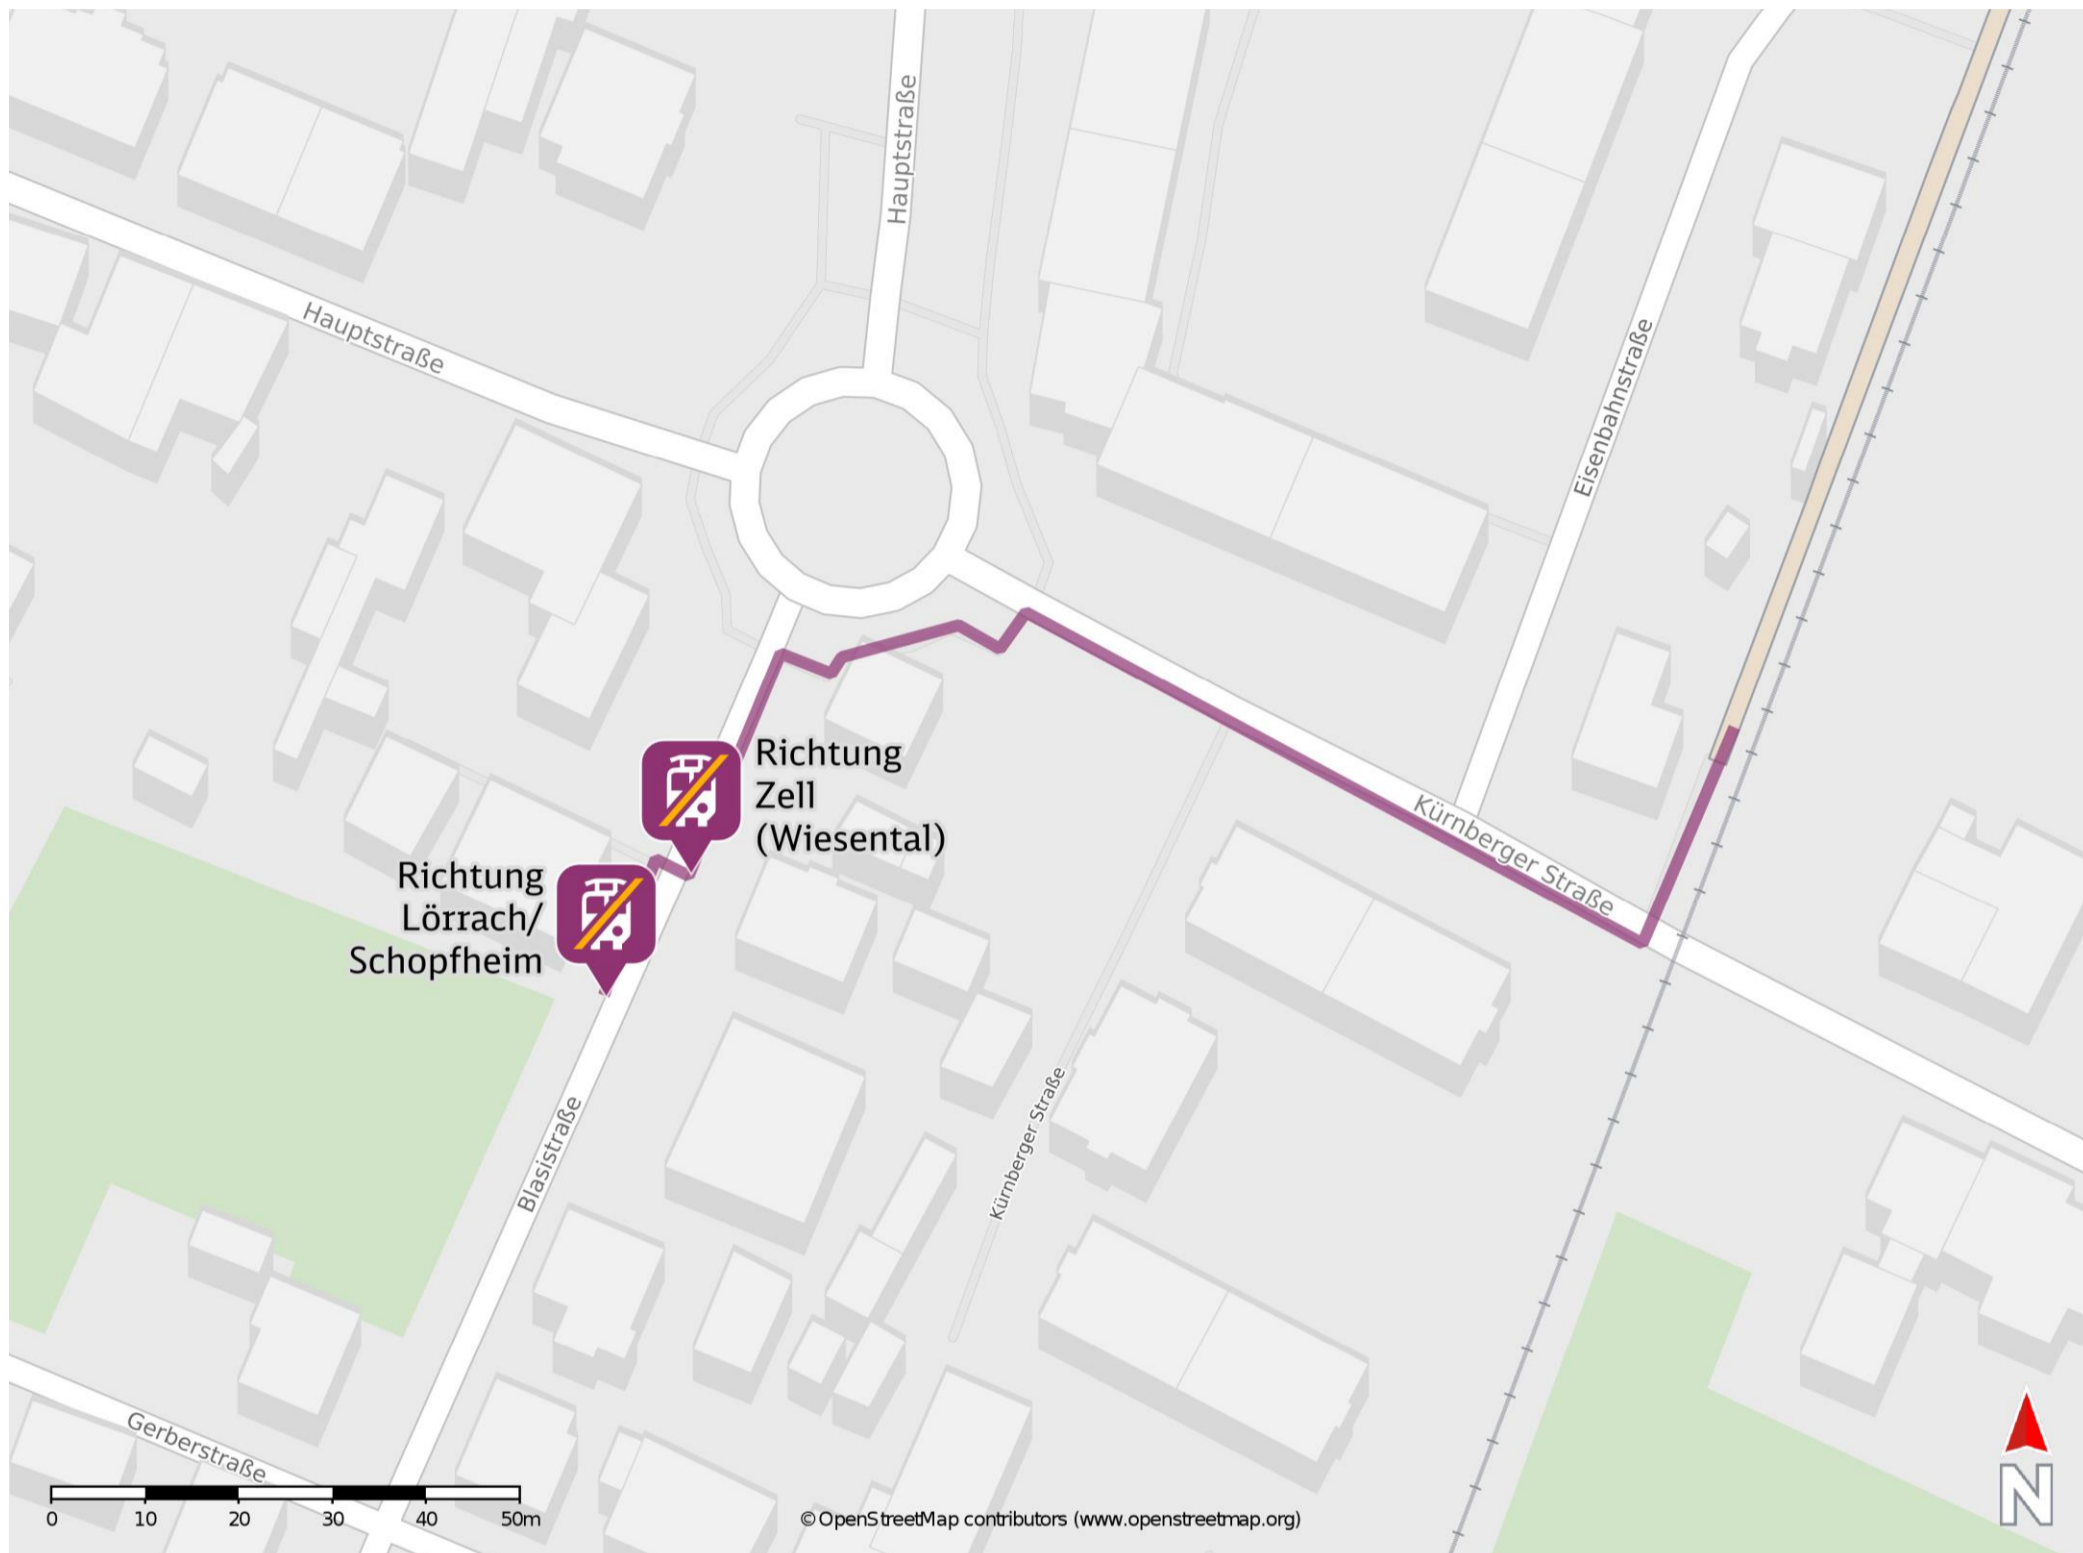 Hauptstraße
Hauptstraße
Eisenbahnstraße
Richtung
Zell
(Wiesental)
Richtung
Lörrach/
Schopfheim
Kürnberger Straße
Kürnberger Straße
Blasistraße
Gerberstraße
0 10 20 30 40 50m
© OpenStreetMap contributors (www.openstreetmap.org)
N